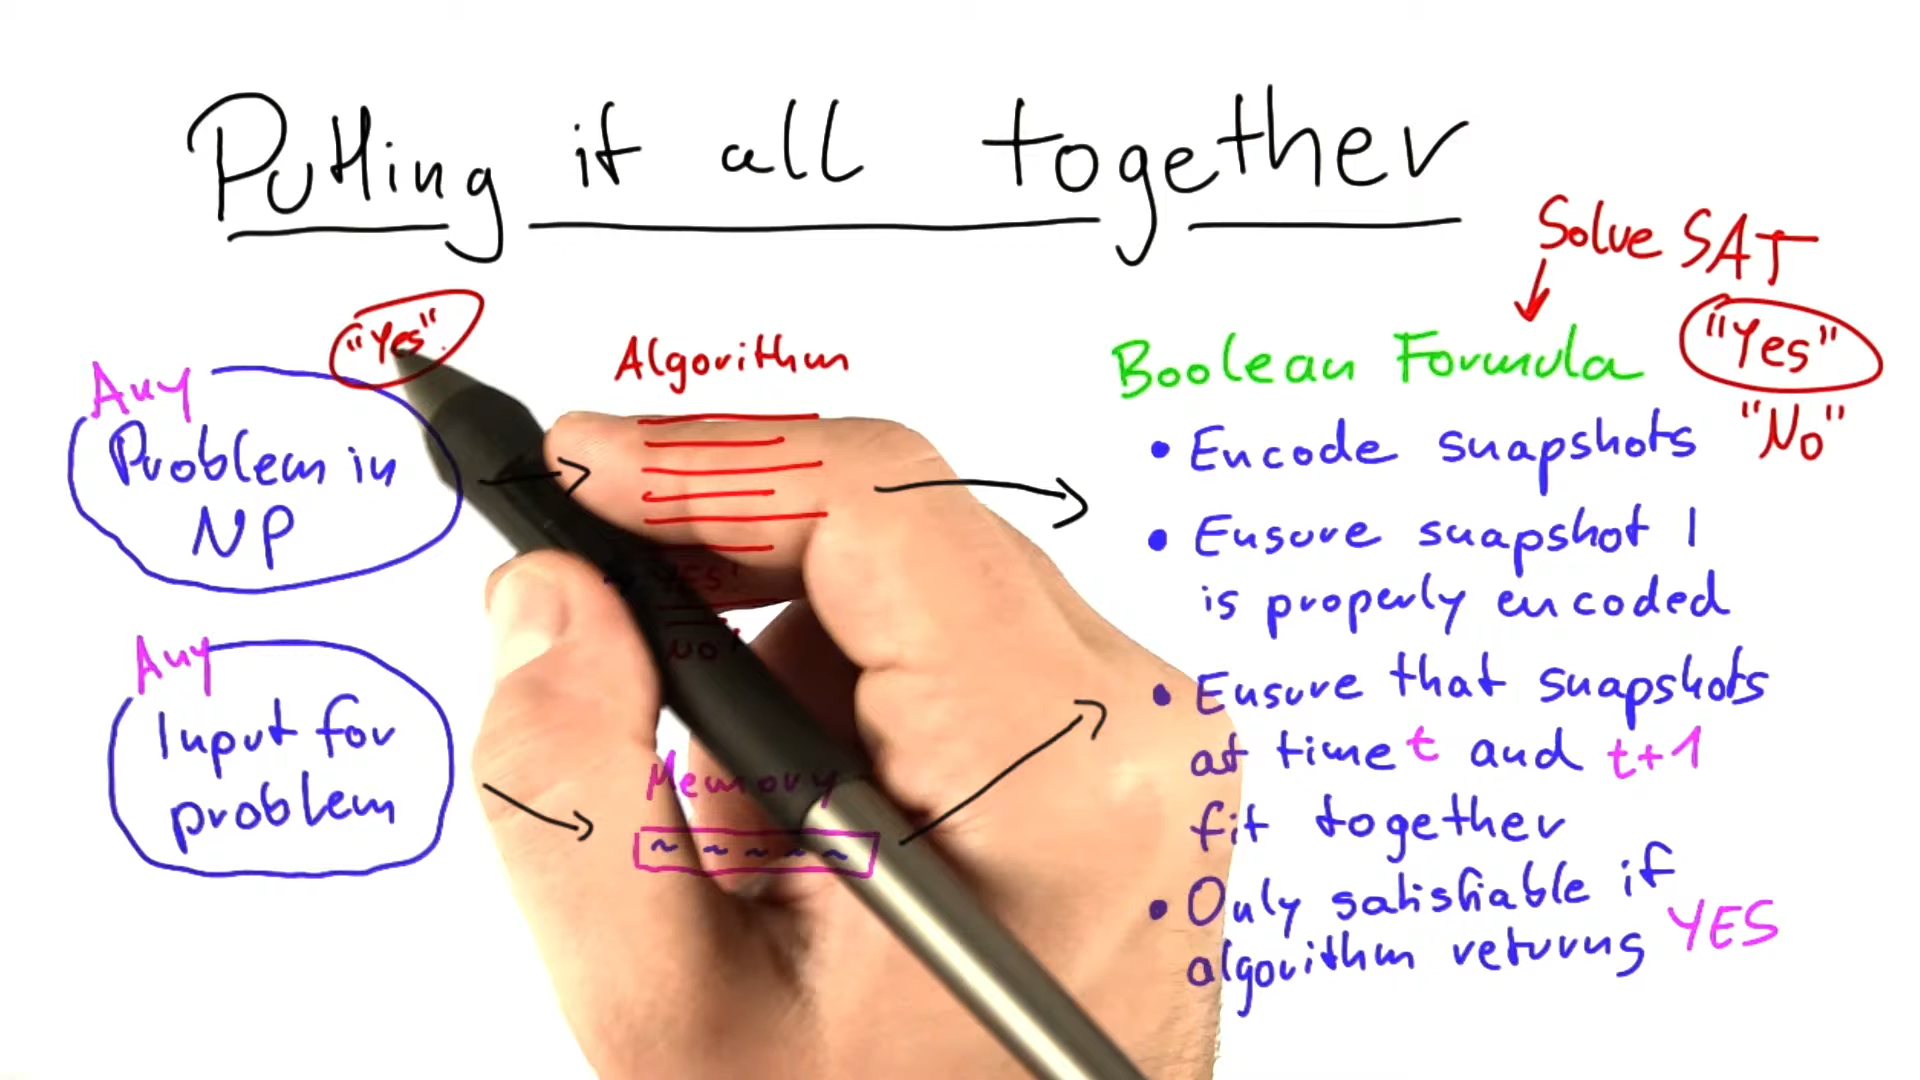 Putting it all together
Solve SAT
"Yes"
"No"
"Yes"
Any
Problem in
NP
Any
Input for
problem
Algorithm
YES!
NO!
Memory
~ ~ ~ ~ ~
Boolean Formula
• Encode snapshots
• Ensure snapshot 1
is properly encoded
• Ensure that snapshots
at time t and t+1
fit together
• Only satisfiable if
algorithm returns YES